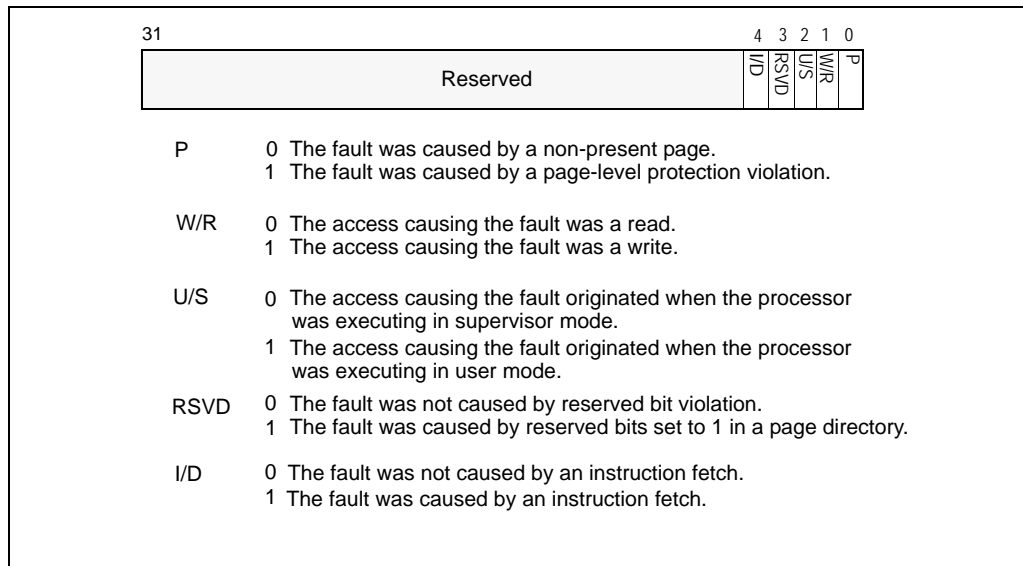 31 4 3 2 1 0
Reserved I/D RSVD U/S W/R P
P 0 The fault was caused by a non-present page.
1 The fault was caused by a page-level protection violation.
W/R 0 The access causing the fault was a read.
1 The access causing the fault was a write.
U/S 0 The access causing the fault originated when the processor
was executing in supervisor mode.
1 The access causing the fault originated when the processor
was executing in user mode.
RSVD 0 The fault was not caused by reserved bit violation.
1 The fault was caused by reserved bits set to 1 in a page directory.
I/D 0 The fault was not caused by an instruction fetch.
1 The fault was caused by an instruction fetch.